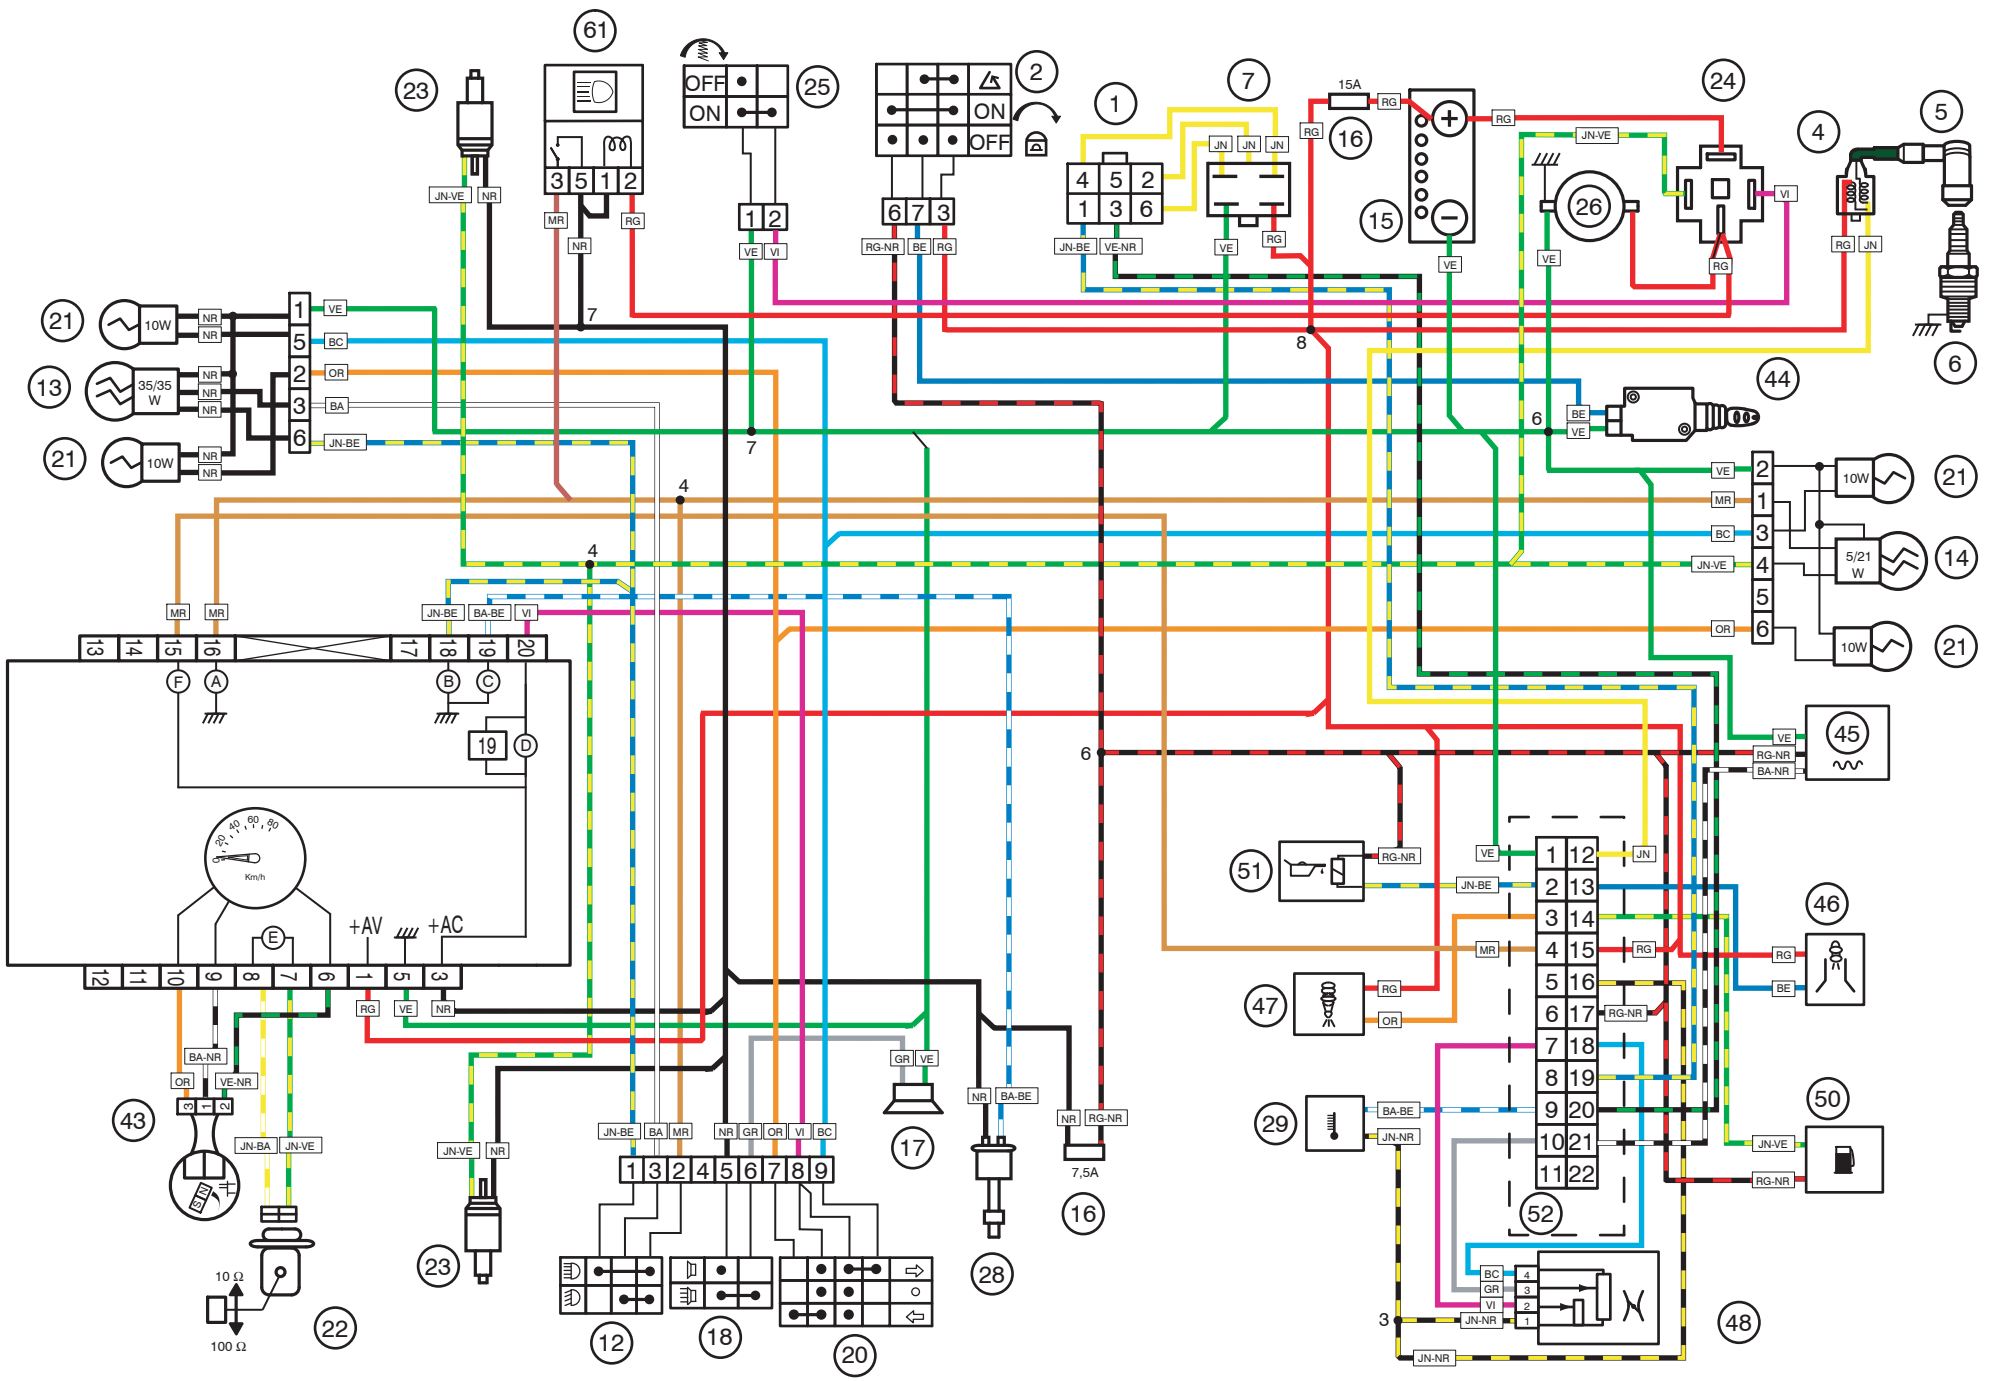 61
23
25
2
7
1
24
5
4
16
15
26
6
44
21
13
21
21
14
21
OFF
ON
ON
OFF
15A
RG
RG
RG
JN-VE
VI
JN JN JN
3 5 1 2
1 2
6 7 3
4 5 2
1 3 6
JN-VE NR
MR NR RG
VE VI
RG-NR BE RG
JN-BE VE-NR
VE RG
VE
VE
RG
RG JN
10W
NR
NR
1 VE
5 BC
2 OR
3 BA
6 JN-BE
35/35
W
NR
NR
NR
10W
NR
NR
7
7
8
6
BE
VE
4
4
VE 2
MR 1
BC 3
JN-VE 4
5
OR 6
10W
5/21
W
10W
MR MR JN-BE BA-BE VI
13 14 15 16 17 18 19 20
F A B C
19 D
20 40 60 80
0
Km/h
E
+AV +AC
12 11 10 9 8 7 6 1 5 3
RG VE NR
BA-NR
OR VE-NR
3 1 2
43
JN-BA JN-VE
10 Ω
100 Ω
22
JN-VE NR
23
JN-BE BA MR NR GR OR VI BC
1 3 2 4 5 6 7 8 9
12
18
20
GR VE
17
NR BA-BE
28
NR RG-NR
7,5A
16
6
VE
RG-NR
BA-NR
45
51
RG-NR
JN-BE
VE
JN
MR
RG
RG-NR
1 12
2 13
3 14
4 15
5 16
6 17
7 18
8 19
9 20
10 21
11 22
52
47
RG
OR
46
RG
BE
29
BA-BE
JN-NR
50
JN-VE
RG-NR
BC 4
GR 3
VI 2
JN-NR 1
3
JN-NR
48
S N